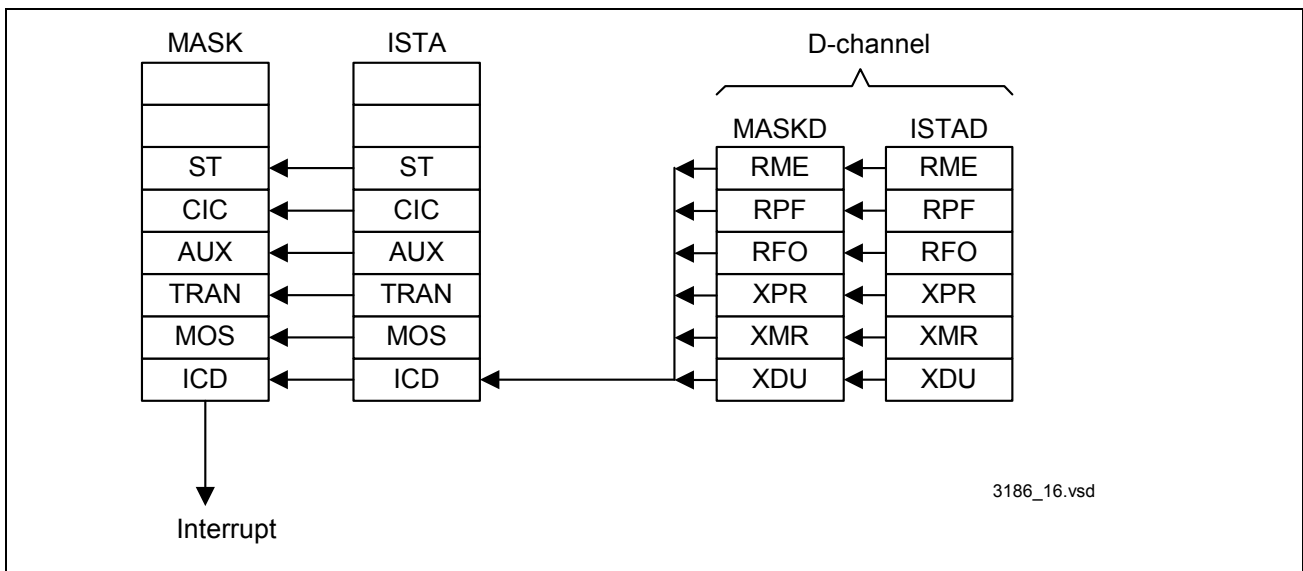 MASK ISTA D-channel
MASKD ISTAD
ST ST RME RME
CIC CIC RPF RPF
AUX AUX RFO RFO
TRAN TRAN XPR XPR
MOS MOS XMR XMR
ICD ICD XDU XDU
3186_16.vsd
Interrupt